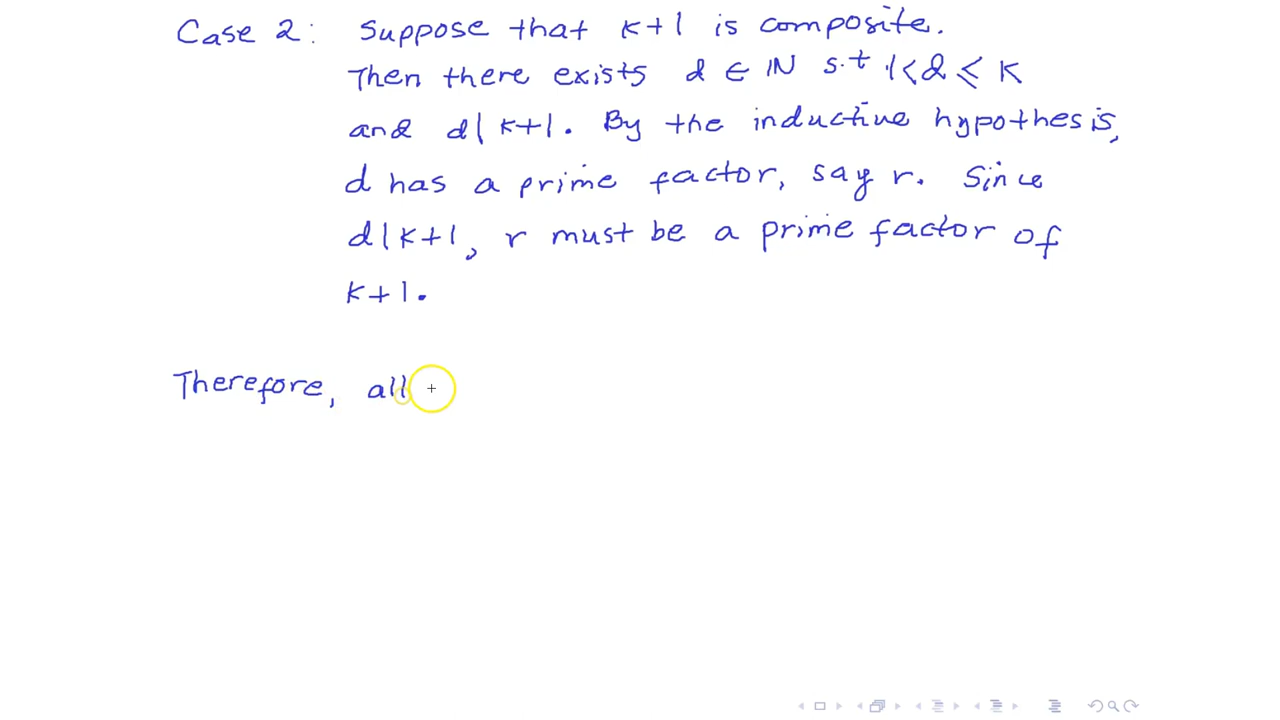 Case 2: Suppose that k+1 is composite.
Then there exists d ∈ ℕ s.t 1<d≤k
and d|k+1. By the inductive hypothesis,
d has a prime factor, say r. Since
d|k+1, r must be a prime factor of
k+1.
Therefore, all